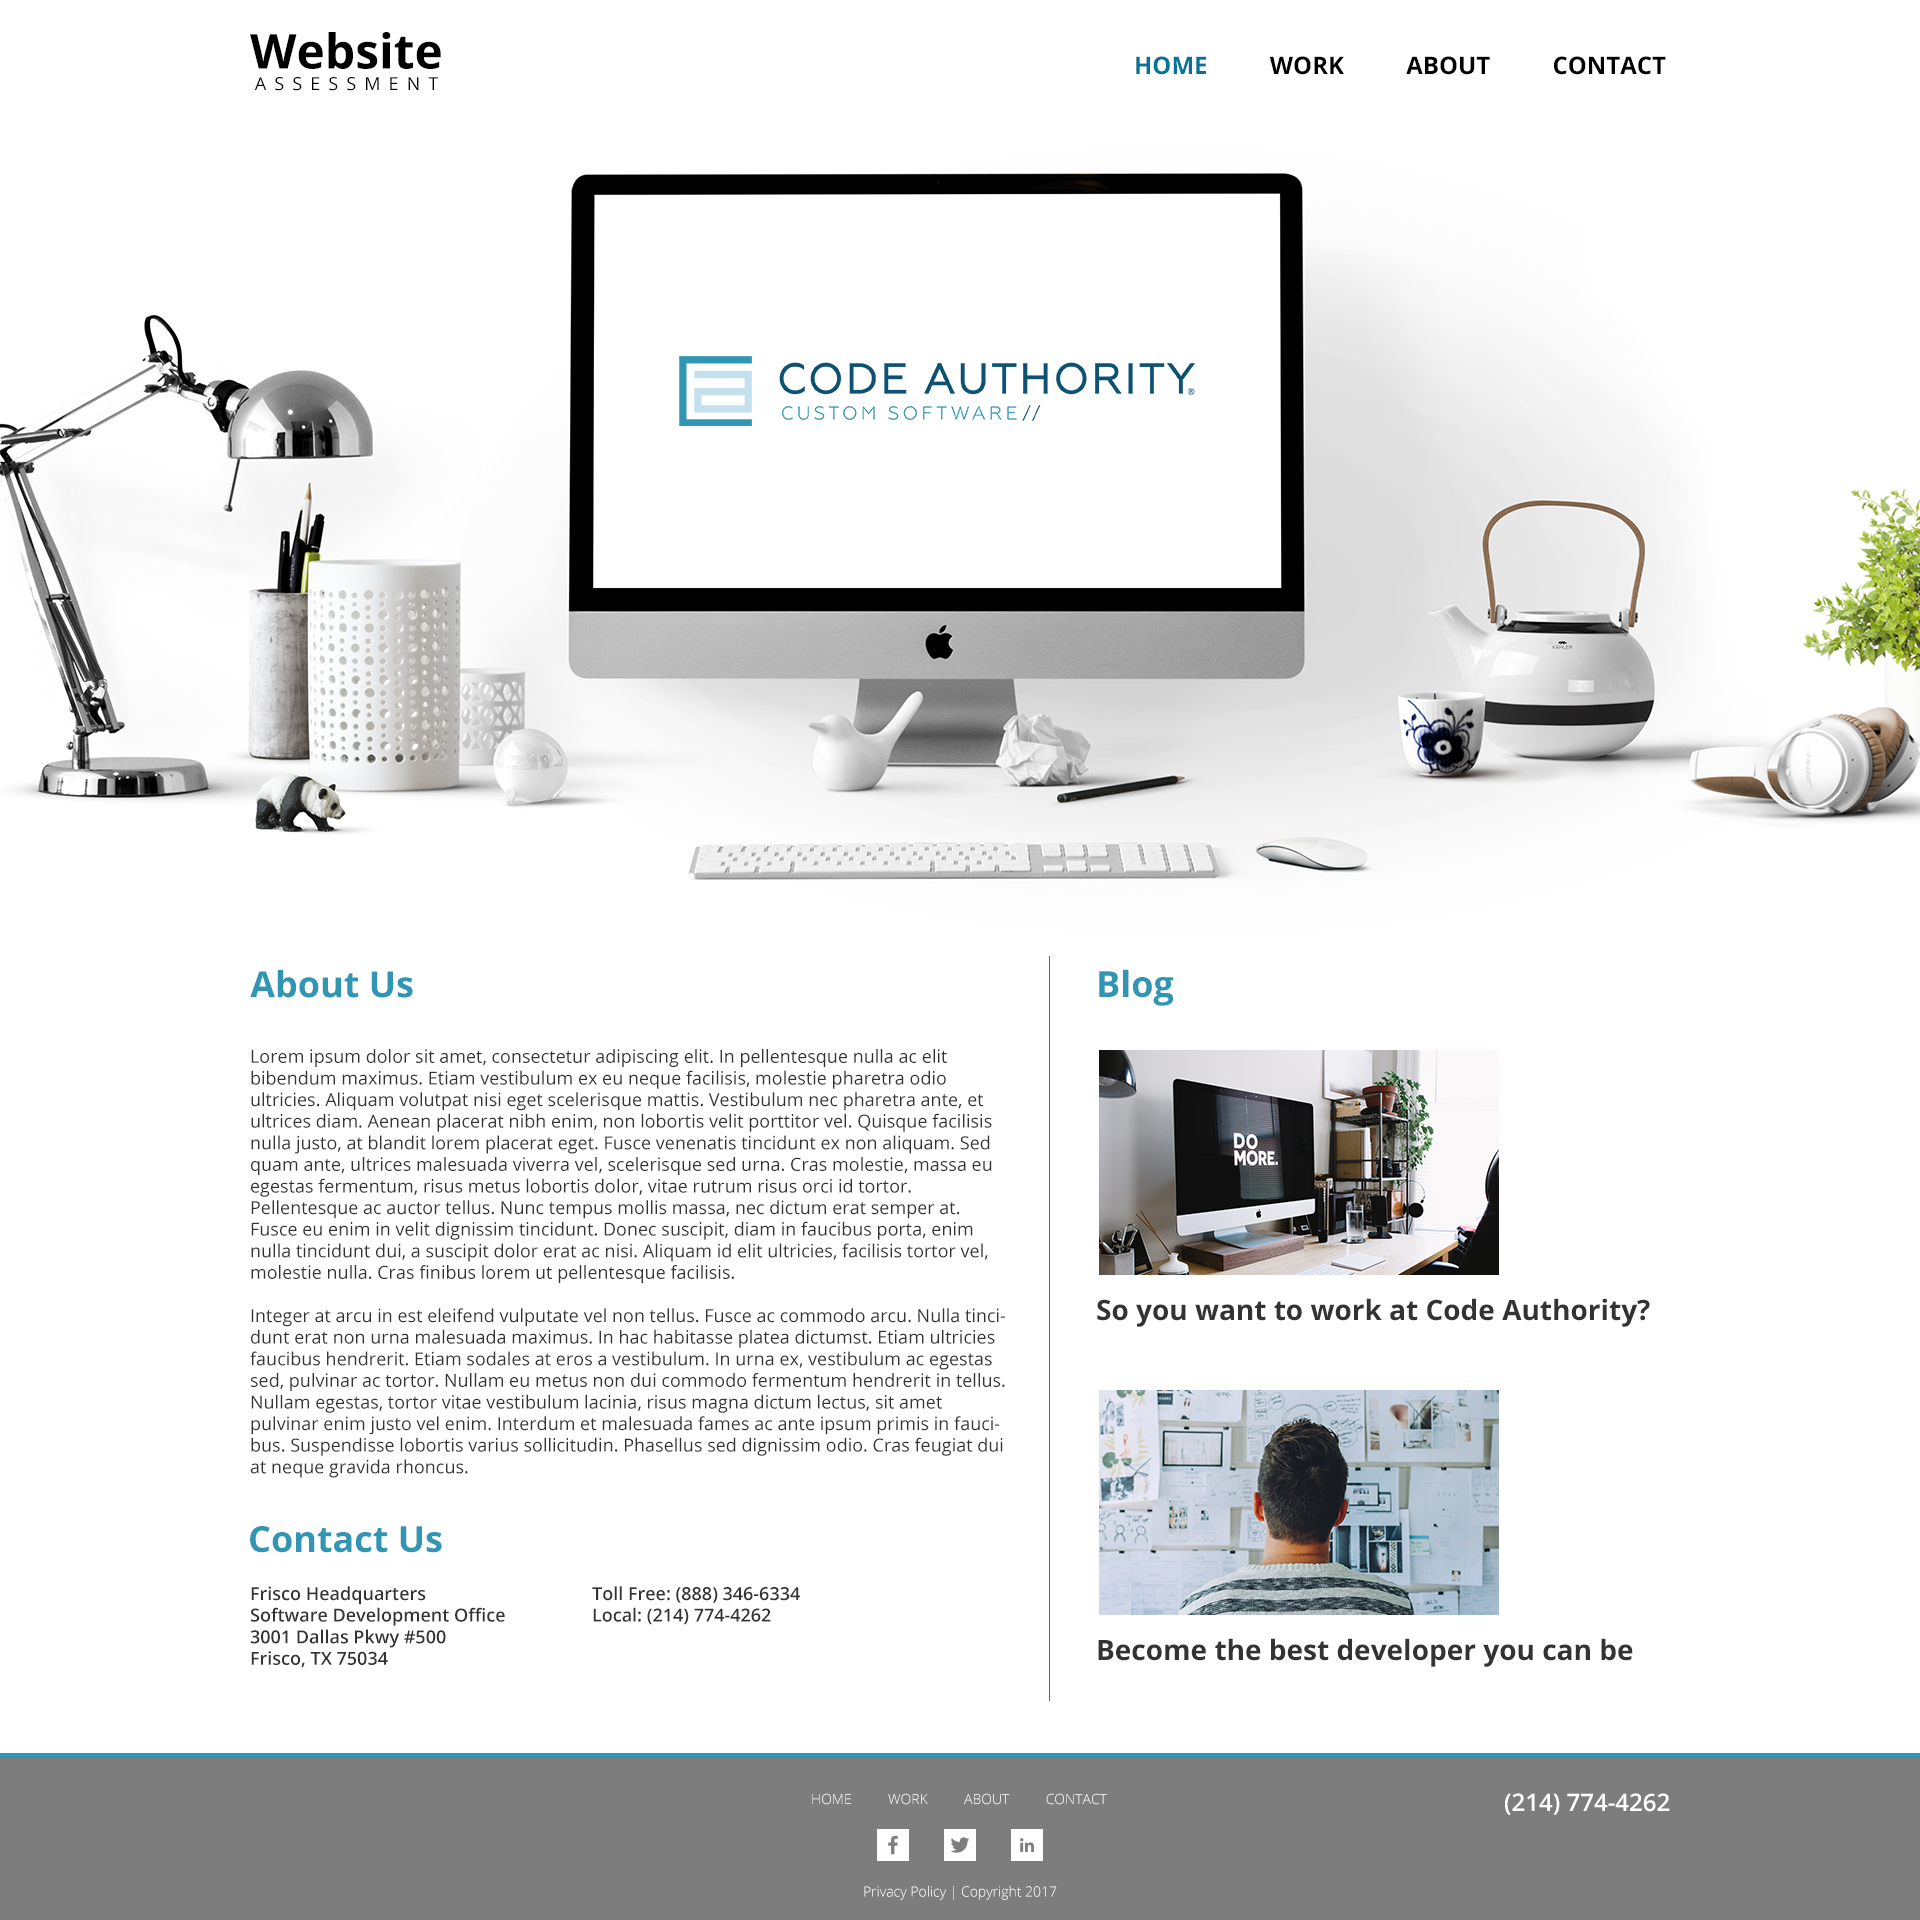 Website
ASSESSMENT
HOME WORK ABOUT CONTACT
CODE AUTHORITY®
CUSTOM SOFTWARE//
KÄHLER
About Us
Lorem ipsum dolor sit amet, consectetur adipiscing elit. In pellentesque nulla ac elit
bibendum maximus. Etiam vestibulum ex eu neque facilisis, molestie pharetra odio
ultricies. Aliquam volutpat nisi eget scelerisque mattis. Vestibulum nec pharetra ante, et
ultrices diam. Aenean placerat nibh enim, non lobortis velit porttitor vel. Quisque facilisis
nulla justo, at blandit lorem placerat eget. Fusce venenatis tincidunt ex non aliquam. Sed
quam ante, ultrices malesuada viverra vel, scelerisque sed urna. Cras molestie, massa eu
egestas fermentum, risus metus lobortis dolor, vitae rutrum risus orci id tortor.
Pellentesque ac auctor tellus. Nunc tempus mollis massa, nec dictum erat semper at.
Fusce eu enim in velit dignissim tincidunt. Donec suscipit, diam in faucibus porta, enim
nulla tincidunt dui, a suscipit dolor erat ac nisi. Aliquam id elit ultricies, facilisis tortor vel,
molestie nulla. Cras finibus lorem ut pellentesque facilisis.
Integer at arcu in est eleifend vulputate vel non tellus. Fusce ac commodo arcu. Nulla tinci-
dunt erat non urna malesuada maximus. In hac habitasse platea dictumst. Etiam ultricies
faucibus hendrerit. Etiam sodales at eros a vestibulum. In urna ex, vestibulum ac egestas
sed, pulvinar ac tortor. Nullam eu metus non dui commodo fermentum hendrerit in tellus.
Nullam egestas, tortor vitae vestibulum lacinia, risus magna dictum lectus, sit amet
pulvinar enim justo vel enim. Interdum et malesuada fames ac ante ipsum primis in fauci-
bus. Suspendisse lobortis varius sollicitudin. Phasellus sed dignissim odio. Cras feugiat dui
at neque gravida rhoncus.
Contact Us
Frisco Headquarters
Software Development Office
3001 Dallas Pkwy #500
Frisco, TX 75034
Toll Free: (888) 346-6334
Local: (214) 774-4262
Blog
DO
MORE.
So you want to work at Code Authority?
Become the best developer you can be
HOME WORK ABOUT CONTACT
(214) 774-4262
f in
Privacy Policy | Copyright 2017